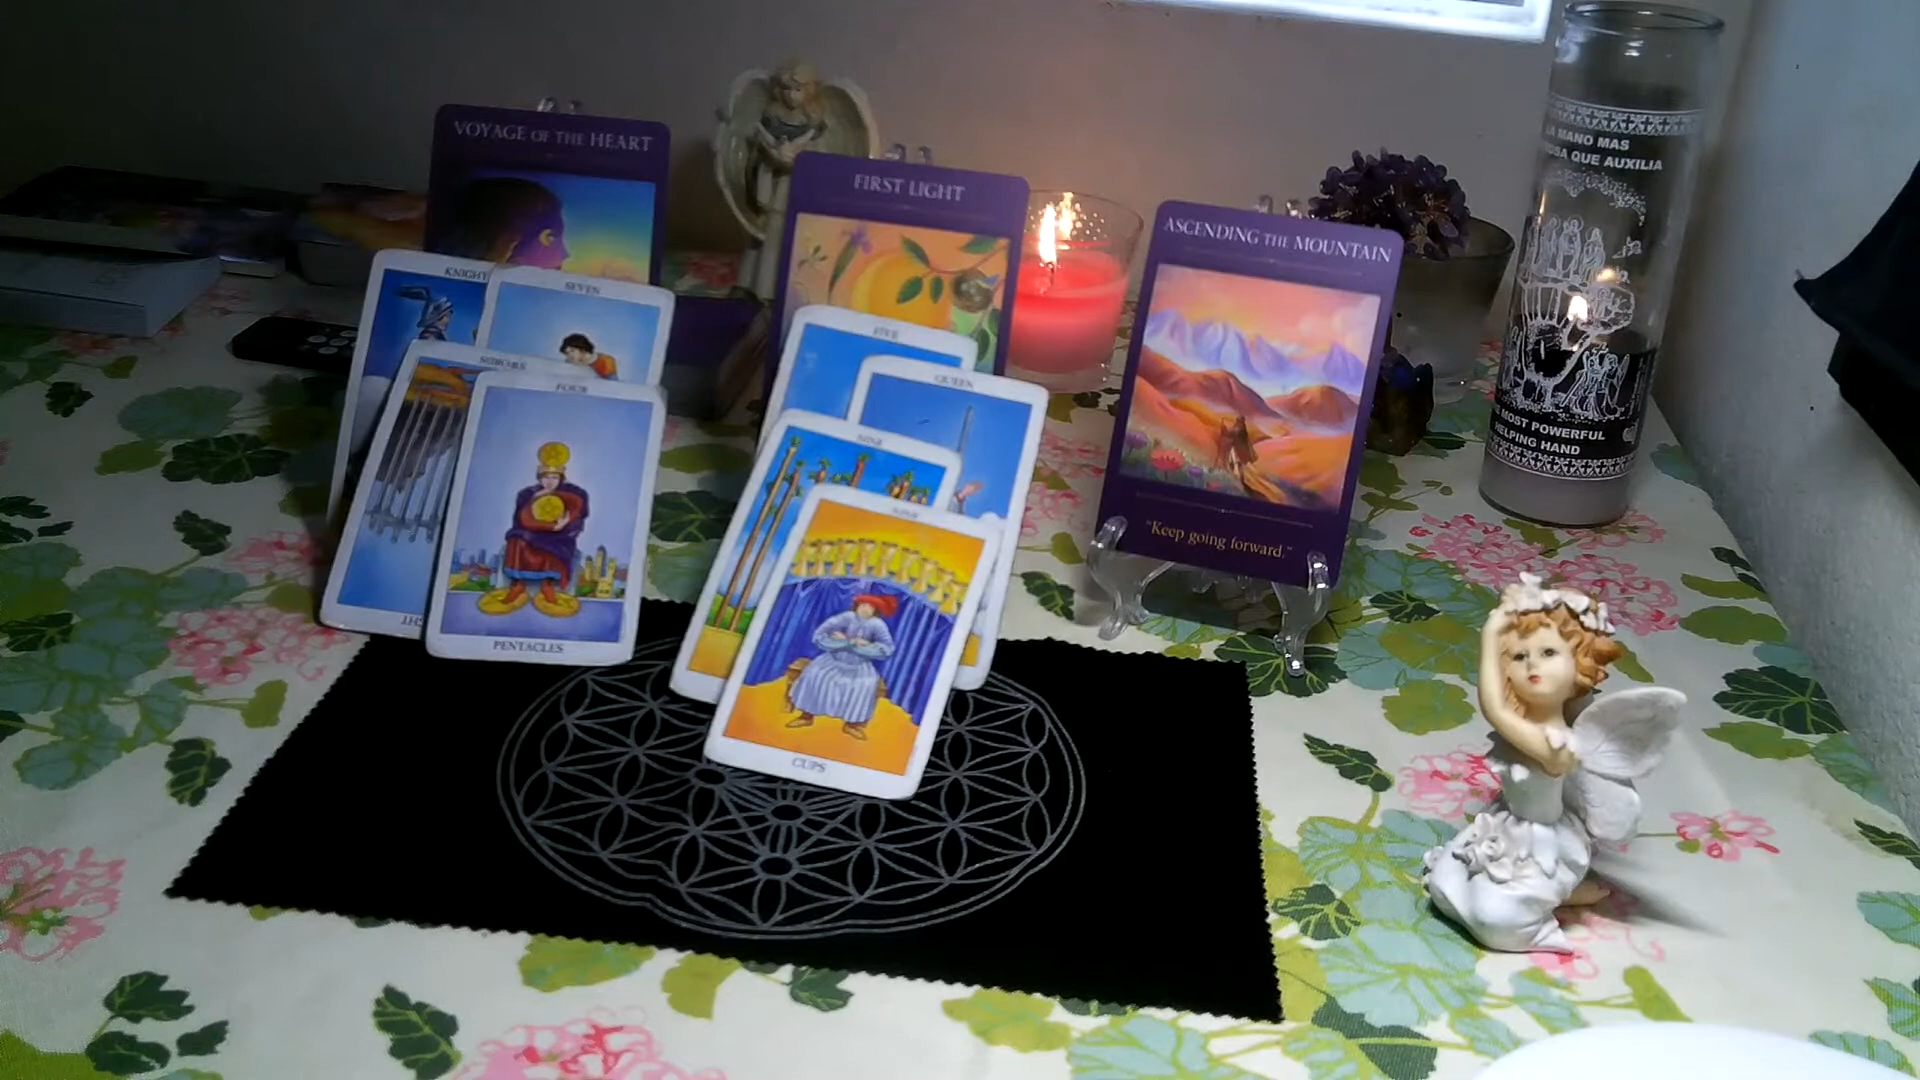 VOYAGE OF THE HEART
FIRST LIGHT
ASCENDING THE MOUNTAIN
"Keep going forward."
KNIGHT
SEVEN
SWORDS
FOUR
PENTACLES
FIVE
QUEEN
NINE
NINE
CUPS
LA MANO MAS
QUE AUXILIA
MOST POWERFUL
HELPING HAND